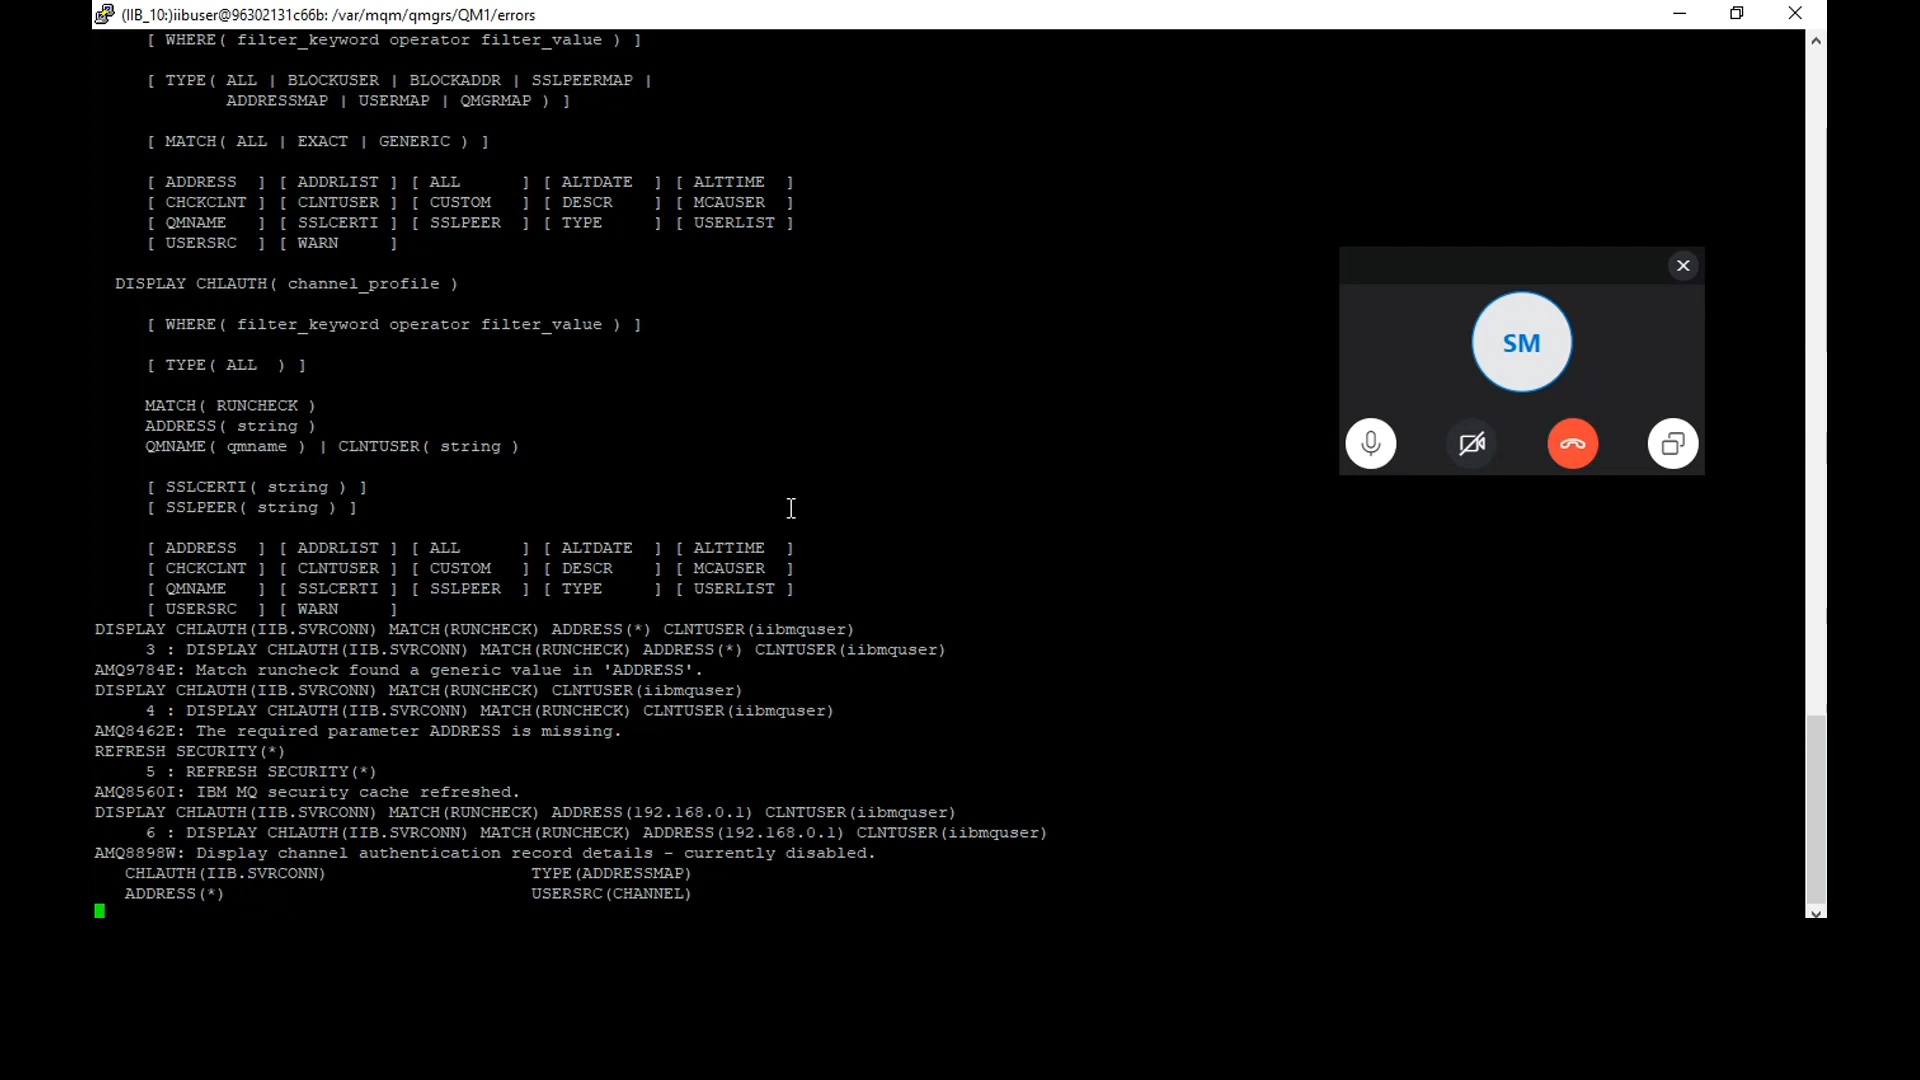 (IIB_10:)iibuser@96302131c66b: /var/mqm/qmgrs/QM1/errors
[ WHERE( filter_keyword operator filter_value ) ]
[ TYPE( ALL | BLOCKUSER | BLOCKADDR | SSLPEERMAP |
ADDRESSMAP | USERMAP | QMGRMAP ) ]
[ MATCH( ALL | EXACT | GENERIC ) ]
[ ADDRESS ] [ ADDRLIST ] [ ALL ] [ ALTDATE ] [ ALTTIME ]
[ CHCKCLNT ] [ CLNTUSER ] [ CUSTOM ] [ DESCR ] [ MCAUSER ]
[ QMNAME ] [ SSLCERTI ] [ SSLPEER ] [ TYPE ] [ USERLIST ]
[ USERSRC ] [ WARN ]
DISPLAY CHLAUTH( channel_profile )
[ WHERE( filter_keyword operator filter_value ) ]
[ TYPE( ALL ) ]
MATCH( RUNCHECK )
ADDRESS( string )
QMNAME( qmname ) | CLNTUSER( string )
[ SSLCERTI( string ) ]
[ SSLPEER( string ) ]
[ ADDRESS ] [ ADDRLIST ] [ ALL ] [ ALTDATE ] [ ALTTIME ]
[ CHCKCLNT ] [ CLNTUSER ] [ CUSTOM ] [ DESCR ] [ MCAUSER ]
[ QMNAME ] [ SSLCERTI ] [ SSLPEER ] [ TYPE ] [ USERLIST ]
[ USERSRC ] [ WARN ]
DISPLAY CHLAUTH(IIB.SVRCONN) MATCH(RUNCHECK) ADDRESS(*) CLNTUSER(iibmquser)
3 : DISPLAY CHLAUTH(IIB.SVRCONN) MATCH(RUNCHECK) ADDRESS(*) CLNTUSER(iibmquser)
AMQ9784E: Match runcheck found a generic value in 'ADDRESS'.
DISPLAY CHLAUTH(IIB.SVRCONN) MATCH(RUNCHECK) CLNTUSER(iibmquser)
4 : DISPLAY CHLAUTH(IIB.SVRCONN) MATCH(RUNCHECK) CLNTUSER(iibmquser)
AMQ8462E: The required parameter ADDRESS is missing.
REFRESH SECURITY(*)
5 : REFRESH SECURITY(*)
AMQ8560I: IBM MQ security cache refreshed.
DISPLAY CHLAUTH(IIB.SVRCONN) MATCH(RUNCHECK) ADDRESS(192.168.0.1) CLNTUSER(iibmquser)
6 : DISPLAY CHLAUTH(IIB.SVRCONN) MATCH(RUNCHECK) ADDRESS(192.168.0.1) CLNTUSER(iibmquser)
AMQ8898W: Display channel authentication record details - currently disabled.
CHLAUTH(IIB.SVRCONN) TYPE(ADDRESSMAP)
ADDRESS(*) USERSRC(CHANNEL)
SM